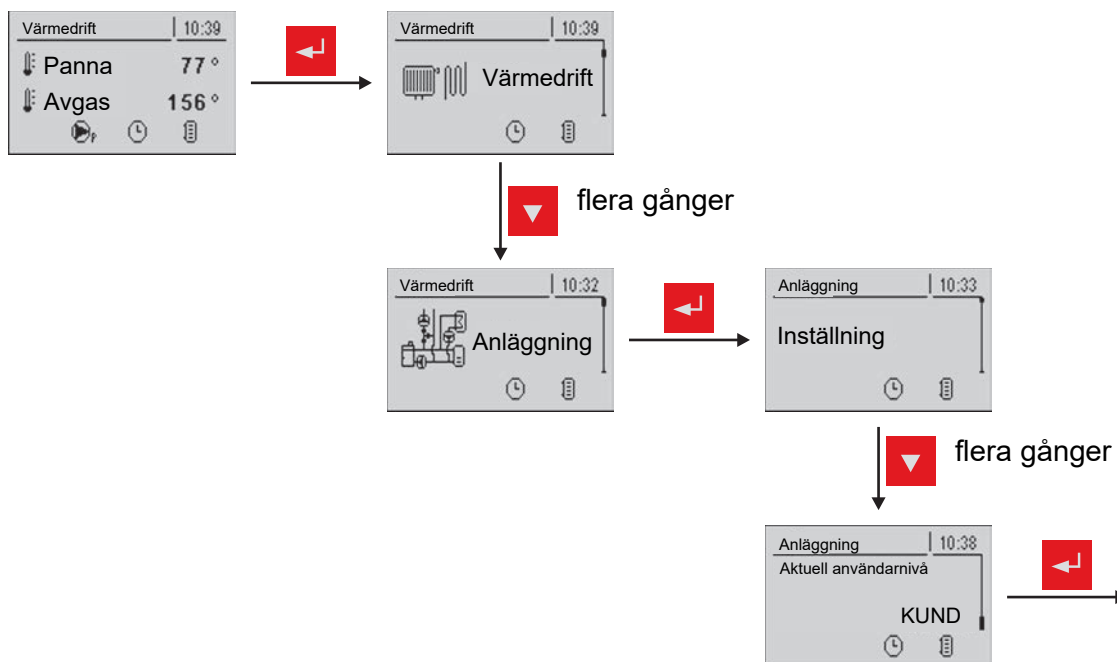 Värmedrift 10:39
Panna 77°
Avgas 156°
P
Värmedrift 10:39
Värmedrift
flera gånger
Värmedrift 10:32
Anläggning
Anläggning 10:33
Inställning
flera gånger
Anläggning 10:38
Aktuell användarnivå
KUND